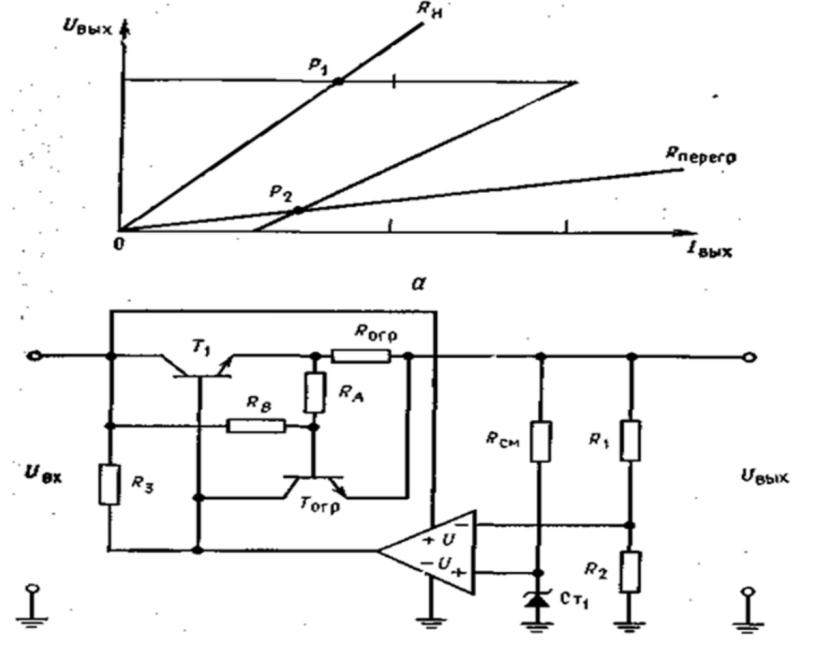 Uвых
Rн
P1
P2
Rперегр
0
Iвых
а
T1
Rогр
RB
RA
Rсм
R1
Uвх
R3
Tогр
Uвых
+ U
−
− U
+
R2
Ст1